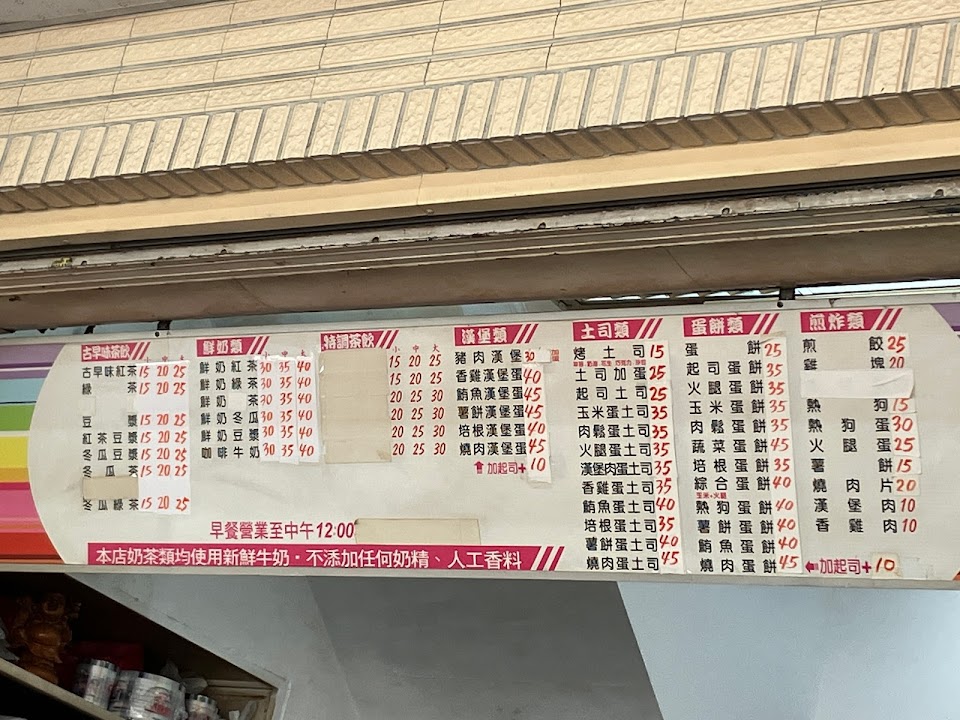 古早味茶飲
小 中 大
古早味紅茶 15 20 25
綠茶 15 20 25
豆漿 15 20 25
紅茶豆漿 15 20 25
冬瓜豆漿 15 20 25
冬瓜茶 15 20 25
冬瓜綠茶 15 20 25
鮮奶類
小 中 大
鮮奶紅茶 30 35 40
鮮奶綠茶 30 35 40
鮮奶茶 30 35 40
鮮奶冬瓜 30 35 40
鮮奶豆漿 30 35 40
咖啡牛奶 30 35 40
特調茶飲
小 中 大
15 20 25
15 20 25
20 25 30
20 25 30
20 25 30
20 25 30
漢堡類
豬肉漢堡 30
香雞漢堡蛋 40
鮪魚漢堡蛋 45
薯餅漢堡蛋 45
培根漢堡蛋 40
燒肉漢堡蛋 45
加起司+10
土司類
烤土司 15
土司加蛋 25
起司土司 25
玉米蛋土司 35
肉鬆蛋土司 35
火腿蛋土司 35
漢堡肉蛋土司 35
香雞蛋土司 35
鮪魚蛋土司 40
培根蛋土司 35
薯餅蛋土司 40
燒肉蛋土司 45
蛋餅類
蛋餅 25
起司蛋餅 35
火腿蛋餅 35
玉米蛋餅 35
肉鬆蛋餅 35
蔬菜蛋餅 45
培根蛋餅 35
綜合蛋餅 40
玉米+火腿
熱狗蛋餅 40
薯餅蛋餅 40
鮪魚蛋餅 40
燒肉蛋餅 45
煎炸類
煎餃 25
雞塊 20
熱狗 15
熱狗蛋 30
火腿蛋 25
薯餅 15
燒肉片 20
漢堡肉 10
香雞肉 10
加起司+10
早餐營業至中午12:00
本店奶茶類均使用新鮮牛奶‧不添加任何奶精、人工香料